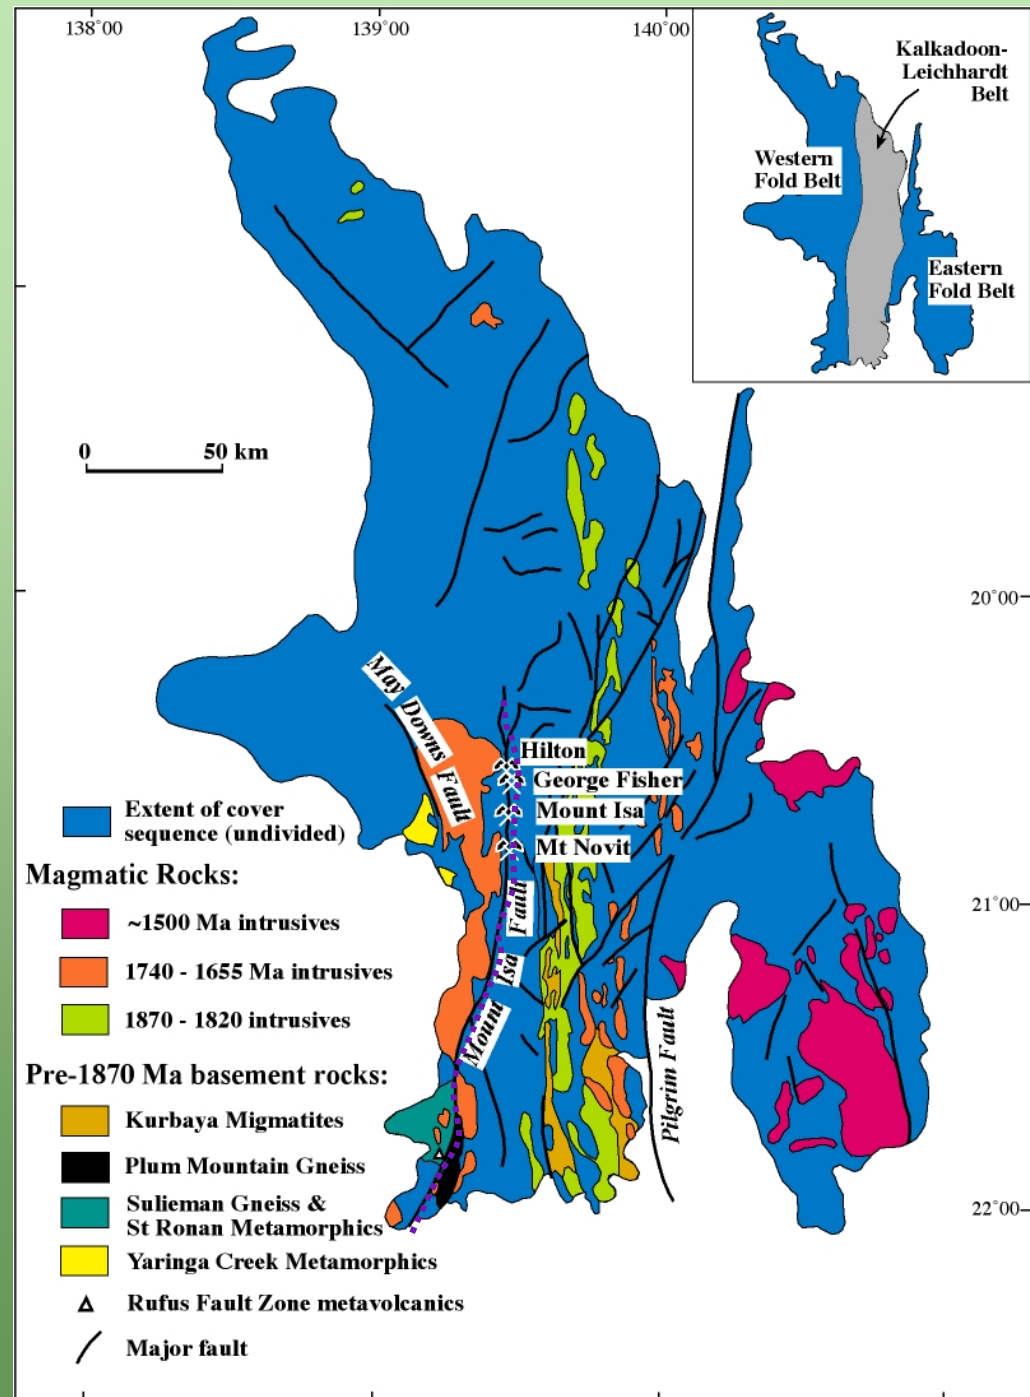 138°00
139°00
140°00
Kalkadoon-
Leichhardt
Belt
Western
Fold Belt
Eastern
Fold Belt
0 50 km
20°00
May Downs Fault
Hilton
George Fisher
Mount Isa
Mt Novit
Mount Isa Fault
Pilgrim Fault
21°00
22°00
Extent of cover
sequence (undivided)
Magmatic Rocks:
~1500 Ma intrusives
1740 - 1655 Ma intrusives
1870 - 1820 intrusives
Pre-1870 Ma basement rocks:
Kurbaya Migmatites
Plum Mountain Gneiss
Sulieman Gneiss &
St Ronan Metamorphics
Yaringa Creek Metamorphics
Rufus Fault Zone metavolcanics
Major fault